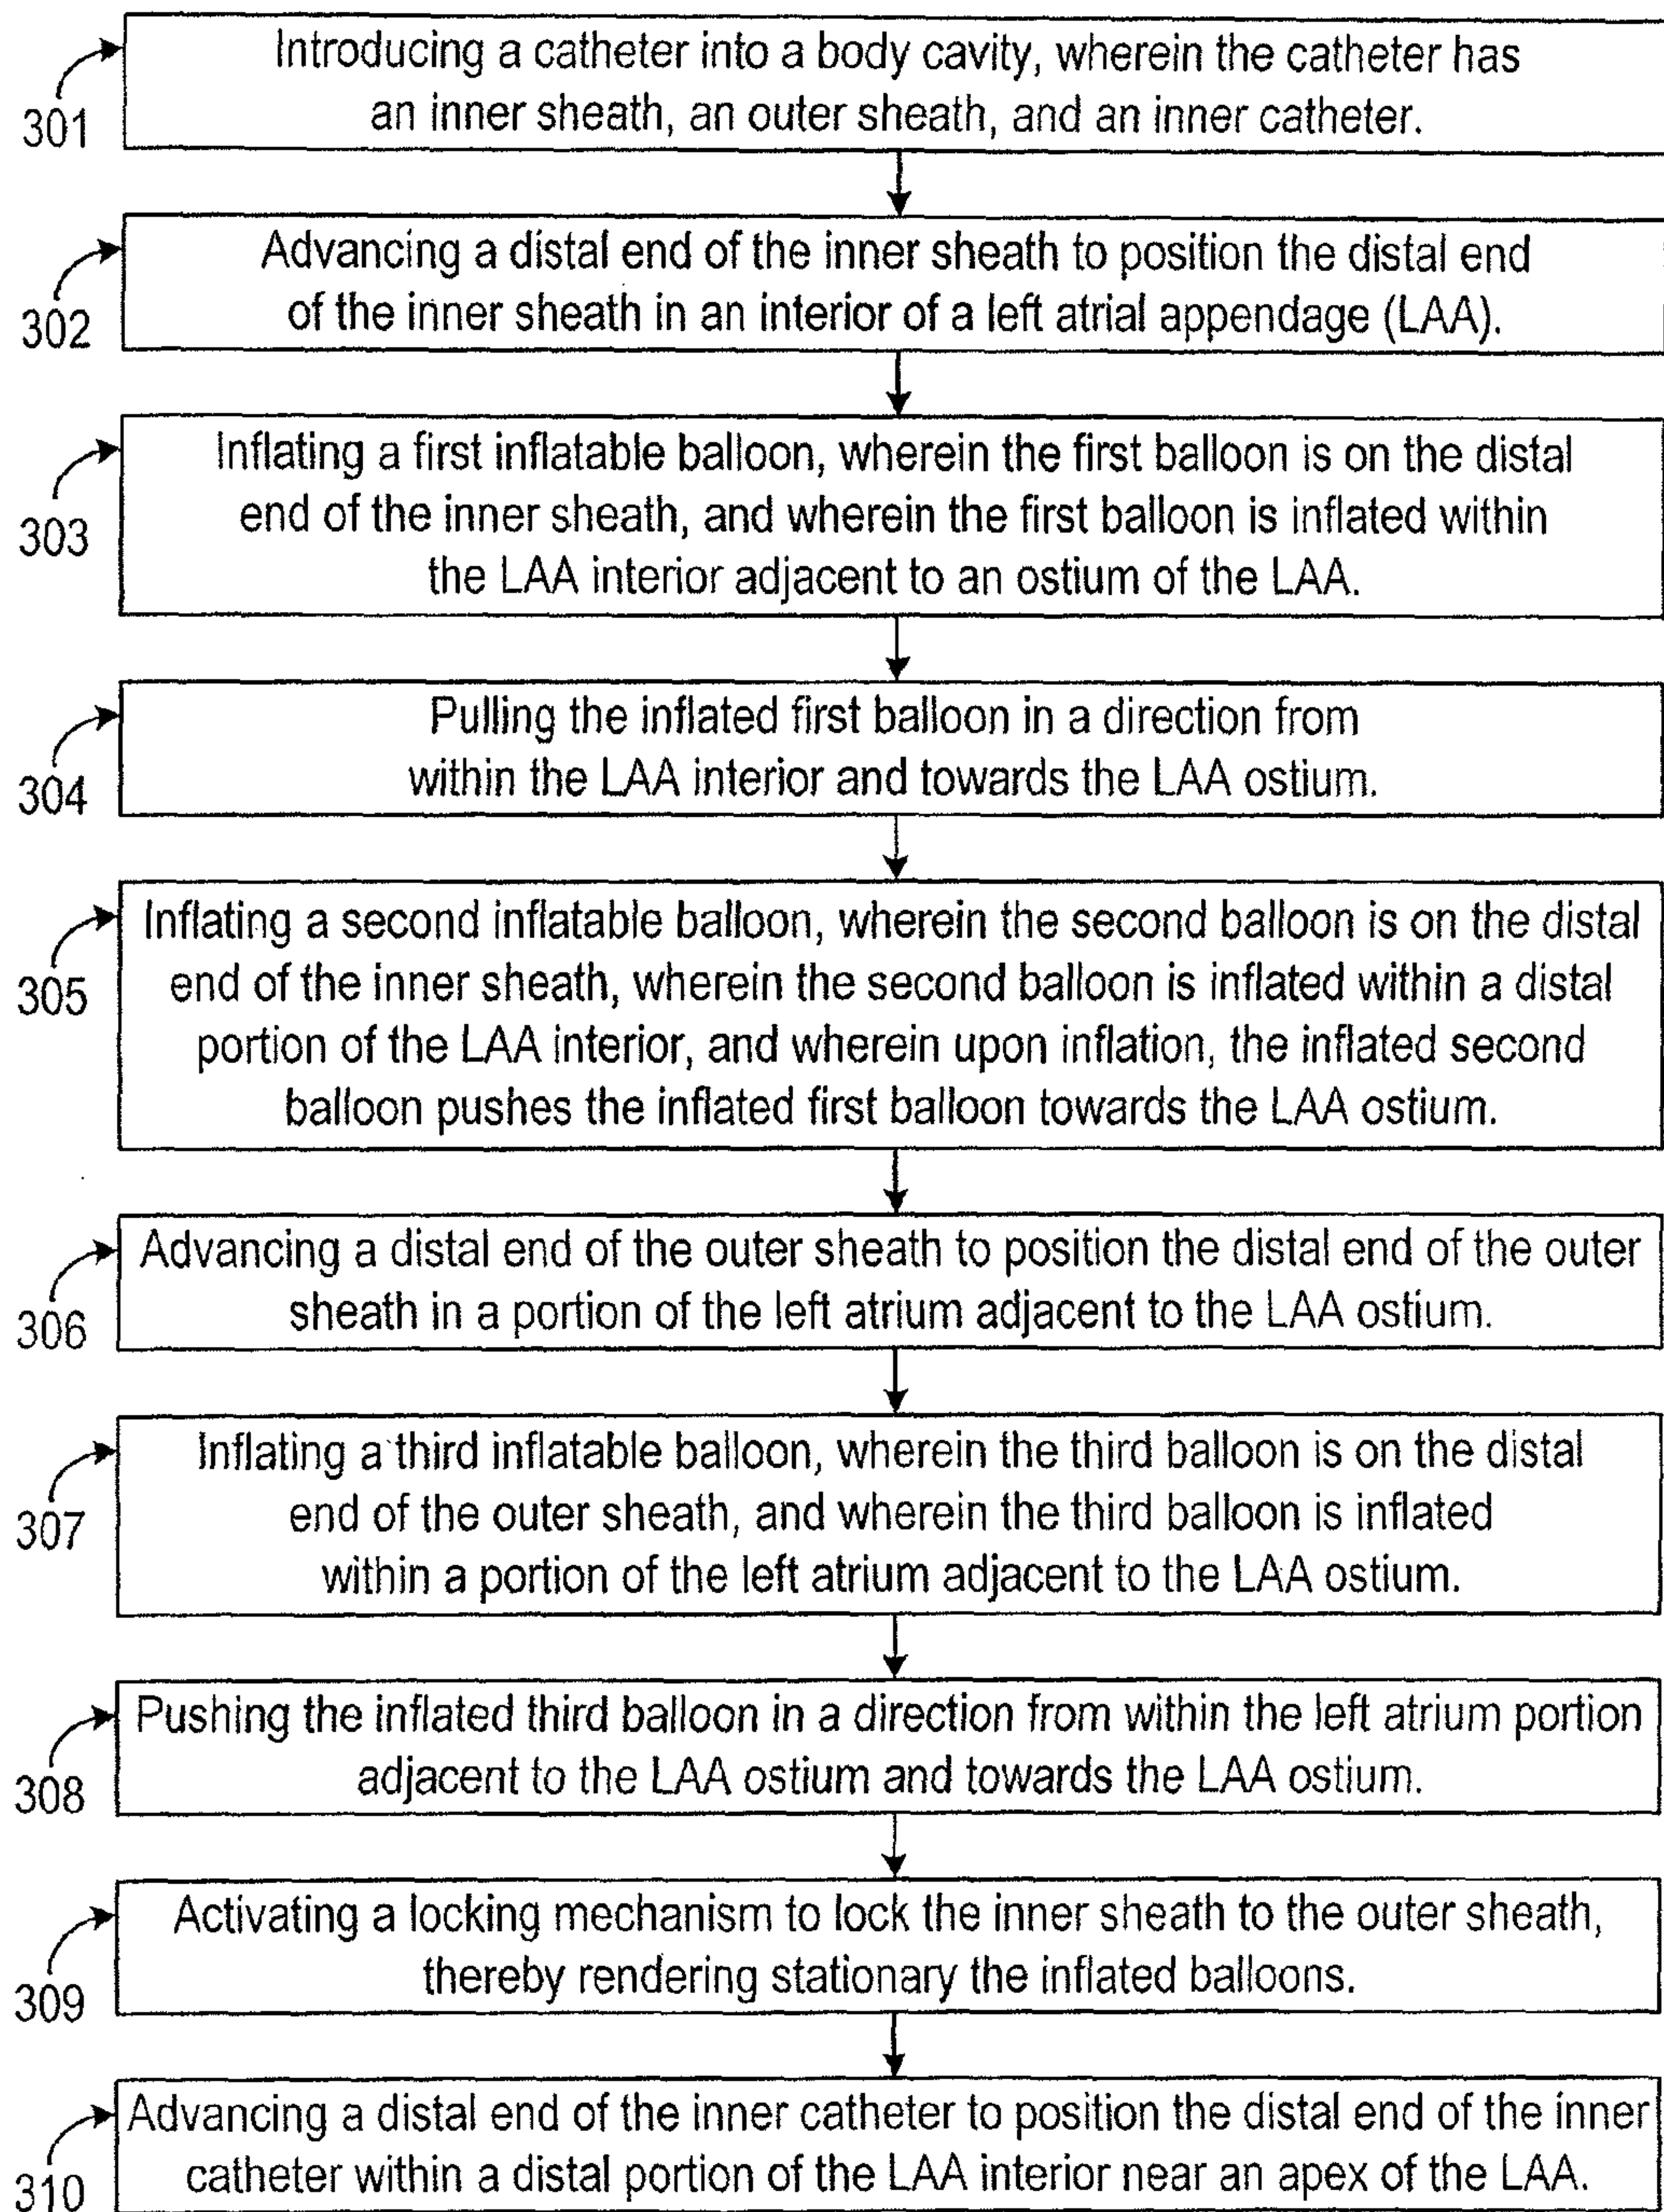 Introducing a catheter into a body cavity, wherein the catheter has
an inner sheath, an outer sheath, and an inner catheter.
301
Advancing a distal end of the inner sheath to position the distal end
of the inner sheath in an interior of a left atrial appendage (LAA).
302
Inflating a first inflatable balloon, wherein the first balloon is on the distal
end of the inner sheath, and wherein the first balloon is inflated within
the LAA interior adjacent to an ostium of the LAA.
303
Pulling the inflated first balloon in a direction from
within the LAA interior and towards the LAA ostium.
304
Inflating a second inflatable balloon, wherein the second balloon is on the distal
end of the inner sheath, wherein the second balloon is inflated within a distal
portion of the LAA interior, and wherein upon inflation, the inflated second
balloon pushes the inflated first balloon towards the LAA ostium.
305
Advancing a distal end of the outer sheath to position the distal end of the outer
sheath in a portion of the left atrium adjacent to the LAA ostium.
306
Inflating a third inflatable balloon, wherein the third balloon is on the distal
end of the outer sheath, and wherein the third balloon is inflated
within a portion of the left atrium adjacent to the LAA ostium.
307
Pushing the inflated third balloon in a direction from within the left atrium portion
adjacent to the LAA ostium and towards the LAA ostium.
308
Activating a locking mechanism to lock the inner sheath to the outer sheath,
thereby rendering stationary the inflated balloons.
309
Advancing a distal end of the inner catheter to position the distal end of the inner
catheter within a distal portion of the LAA interior near an apex of the LAA.
310